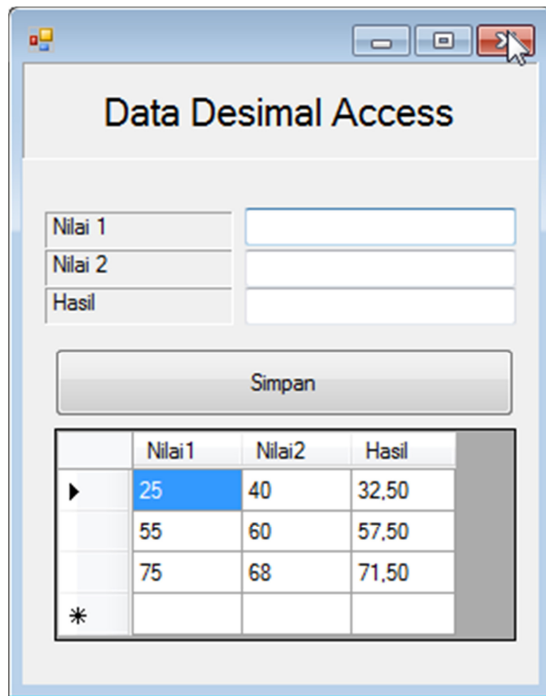 Data Desimal Access
Nilai 1
Nilai 2
Hasil
Simpan
Nilai1 Nilai2 Hasil
25 40 32,50
55 60 57,50
75 68 71,50